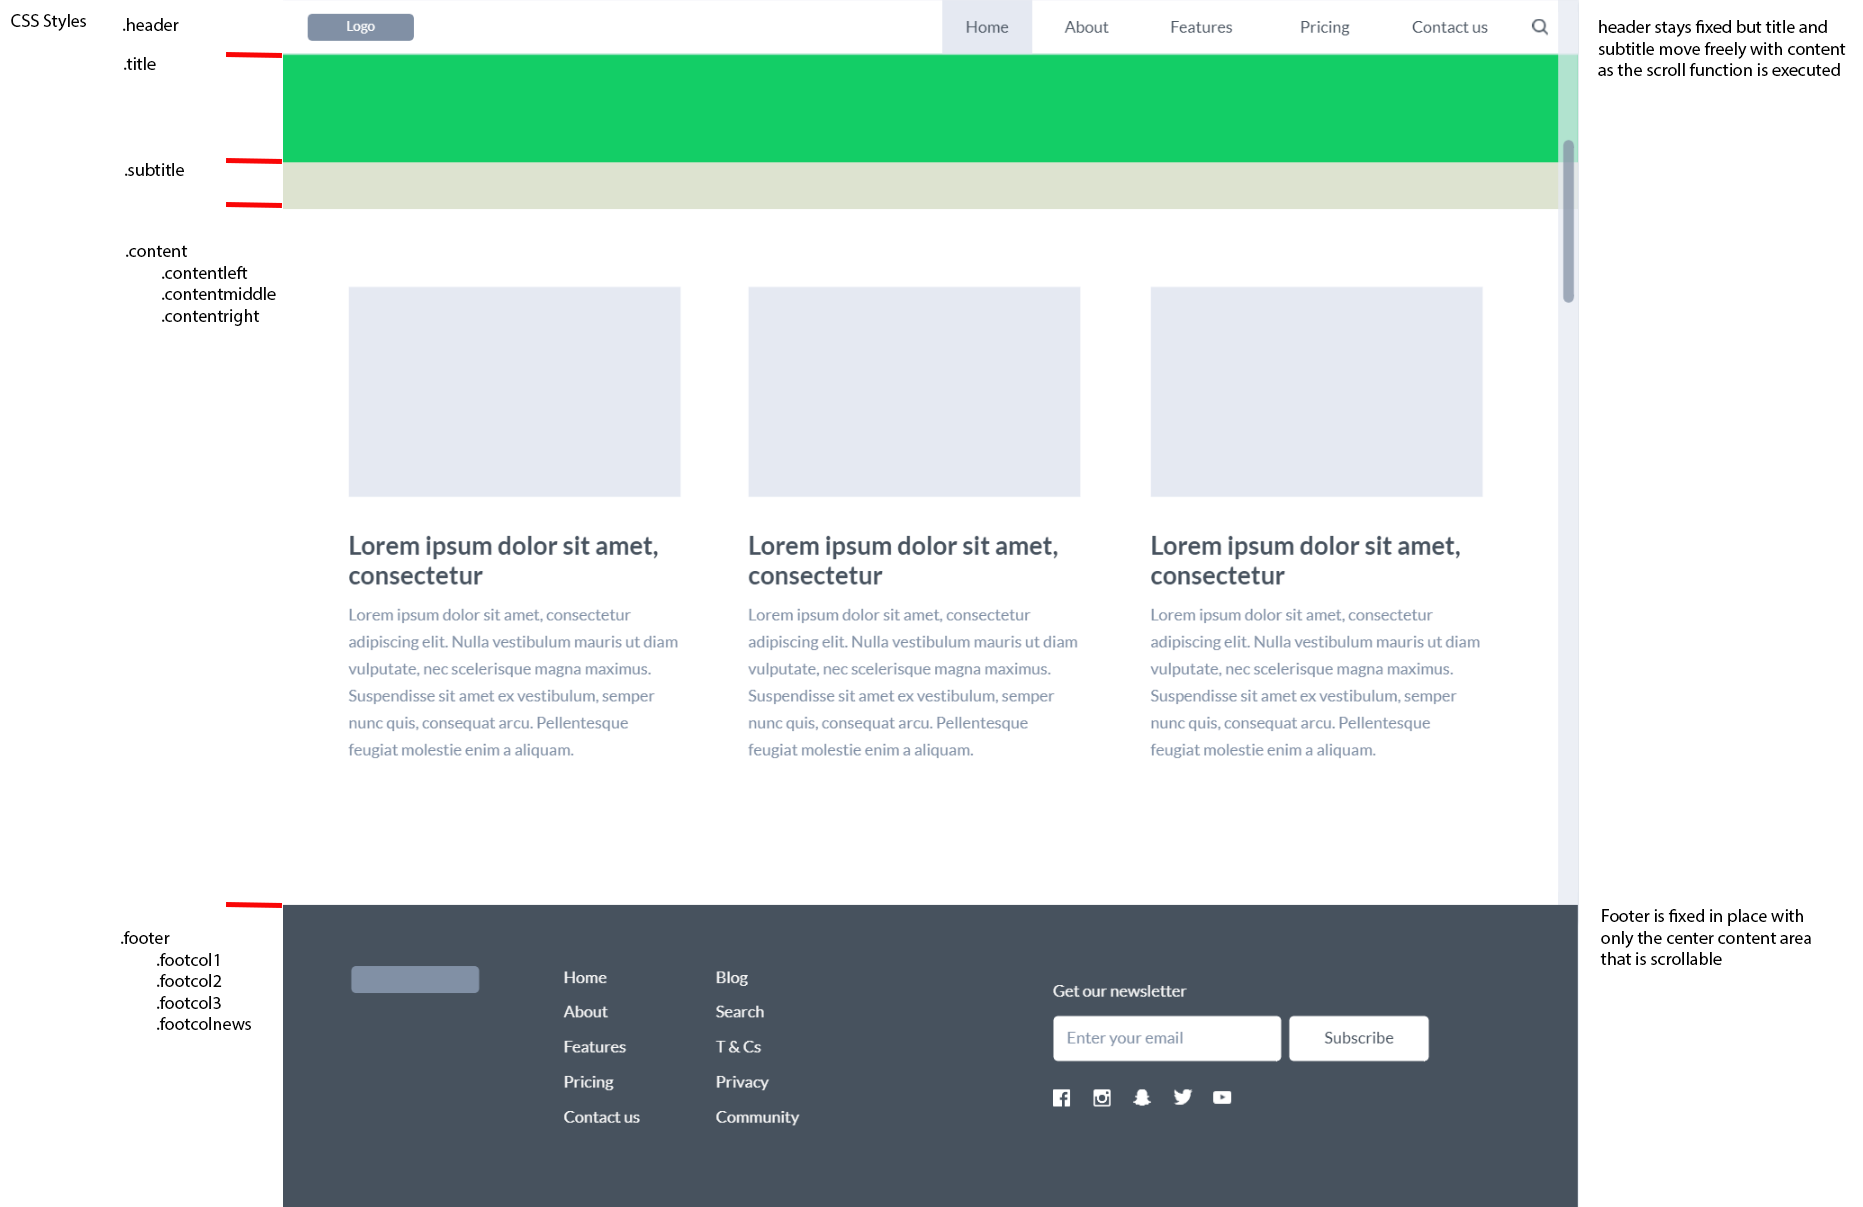 CSS Styles
.header
.title
.subtitle
.content
.contentleft
.contentmiddle
.contentright
.footer
.footcol1
.footcol2
.footcol3
.footcolnews
Logo
Home
About
Features
Pricing
Contact us
header stays fixed but title and
subtitle move freely with content
as the scroll function is executed
Lorem ipsum dolor sit amet,
consectetur
Lorem ipsum dolor sit amet, consectetur
adipiscing elit. Nulla vestibulum mauris ut diam
vulputate, nec scelerisque magna maximus.
Suspendisse sit amet ex vestibulum, semper
nunc quis, consequat arcu. Pellentesque
feugiat molestie enim a aliquam.
Lorem ipsum dolor sit amet,
consectetur
Lorem ipsum dolor sit amet, consectetur
adipiscing elit. Nulla vestibulum mauris ut diam
vulputate, nec scelerisque magna maximus.
Suspendisse sit amet ex vestibulum, semper
nunc quis, consequat arcu. Pellentesque
feugiat molestie enim a aliquam.
Lorem ipsum dolor sit amet,
consectetur
Lorem ipsum dolor sit amet, consectetur
adipiscing elit. Nulla vestibulum mauris ut diam
vulputate, nec scelerisque magna maximus.
Suspendisse sit amet ex vestibulum, semper
nunc quis, consequat arcu. Pellentesque
feugiat molestie enim a aliquam.
Footer is fixed in place with
only the center content area
that is scrollable
Home
About
Features
Pricing
Contact us
Blog
Search
T & Cs
Privacy
Community
Get our newsletter
Enter your email
Subscribe